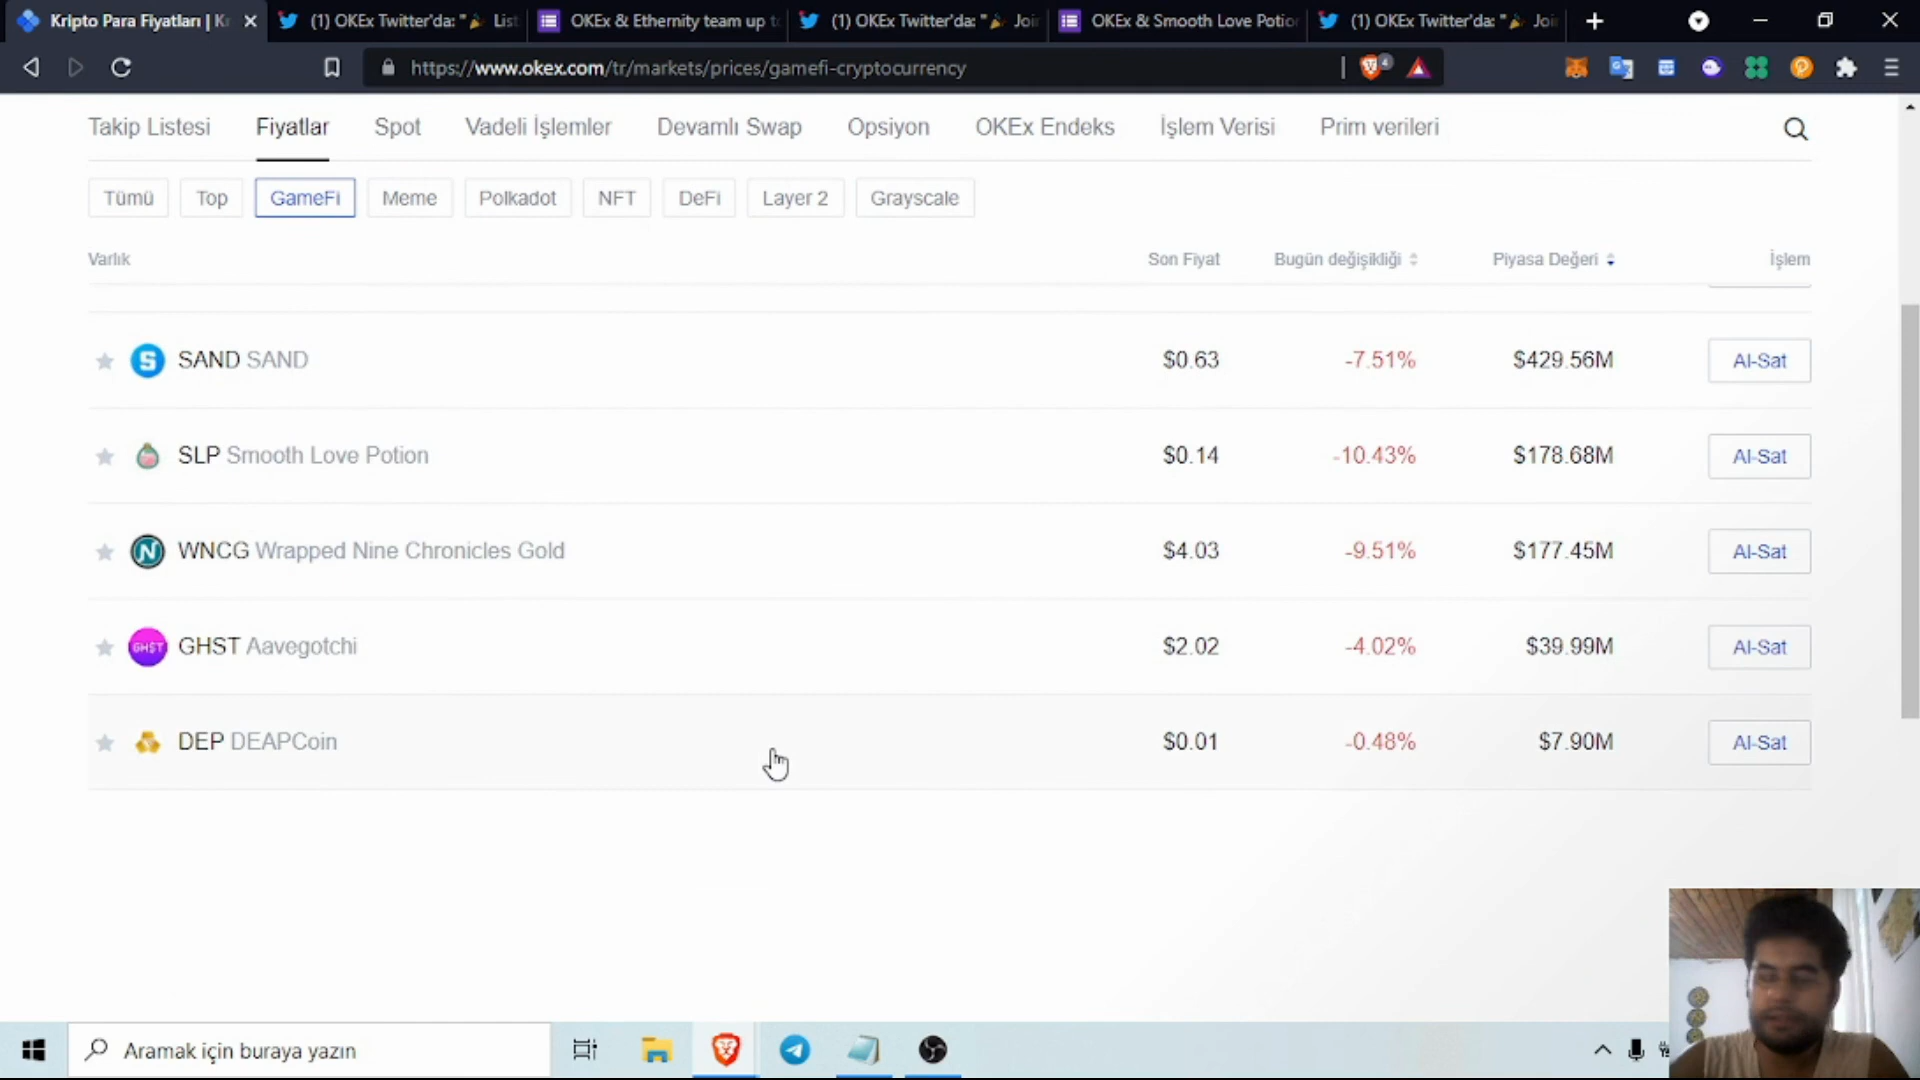 Kripto Para Fiyatları | Kr
(1) OKEx Twitter'da: " List
OKEx & Ethernity team up t
(1) OKEx Twitter'da: " Joi
OKEx & Smooth Love Potio
(1) OKEx Twitter'da: " Joi
https://www.okex.com/tr/markets/prices/gamefi-cryptocurrency
4
Takip Listesi Fiyatlar Spot Vadeli İşlemler Devamlı Swap Opsiyon OKEx Endeks İşlem Verisi Prim verileri
Tümü Top GameFi Meme Polkadot NFT DeFi Layer 2 Grayscale
Varlık Son Fiyat Bugün değişikliği Piyasa Değeri İşlem
SAND SAND $0.63 -7.51% $429.56M Al-Sat
SLP Smooth Love Potion $0.14 -10.43% $178.68M Al-Sat
WNCG Wrapped Nine Chronicles Gold $4.03 -9.51% $177.45M Al-Sat
GHST
GHST Aavegotchi $2.02 -4.02% $39.99M Al-Sat
DEP DEAPCoin $0.01 -0.48% $7.90M Al-Sat
Aramak için buraya yazın